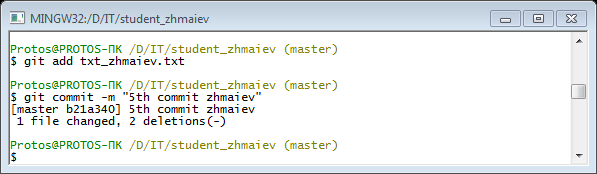 MINGW32:/D/IT/student_zhmaiev
Protos@PROTOS-ПК /D/IT/student_zhmaiev (master)
$ git add txt_zhmaiev.txt
Protos@PROTOS-ПК /D/IT/student_zhmaiev (master)
$ git commit -m "5th commit zhmaiev"
[master b21a340] 5th commit zhmaiev
 1 file changed, 2 deletions(-)
Protos@PROTOS-ПК /D/IT/student_zhmaiev (master)
$